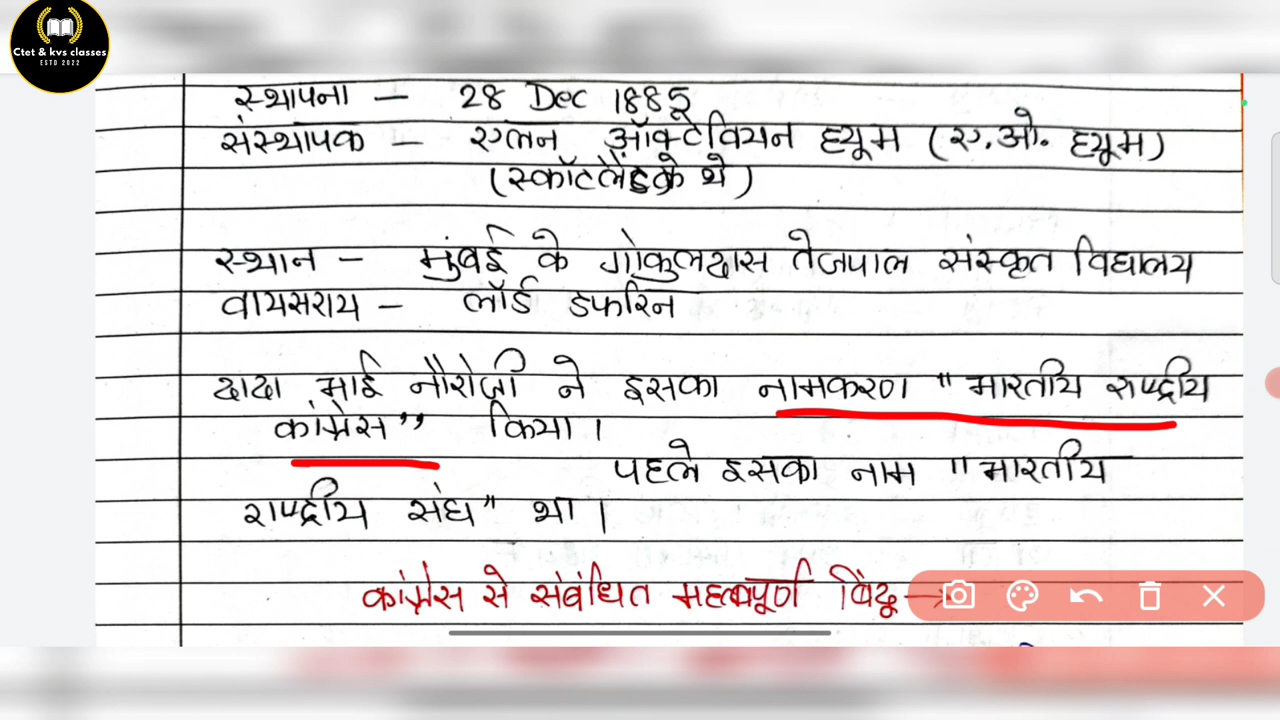 Ctet & kvs classes
ESTD 2022
स्थापना – 28 Dec 1885
संस्थापक – एलन ऑक्टेवियन ह्यूम (ए.ओ. ह्यूम)
(स्कॉटलैंड के थे)
स्थान – मुंबई के गोकुलदास तेजपाल संस्कृत विद्यालय
वायसराय – लॉर्ड डफरिन
दादा भाई नौरोजी ने इसका नामकरण "भारतीय राष्ट्रीय
कांग्रेस" किया।
पहले इसका नाम "भारतीय
राष्ट्रीय संघ" था।
कांग्रेस से संबंधित महत्वपूर्ण बिंदु →